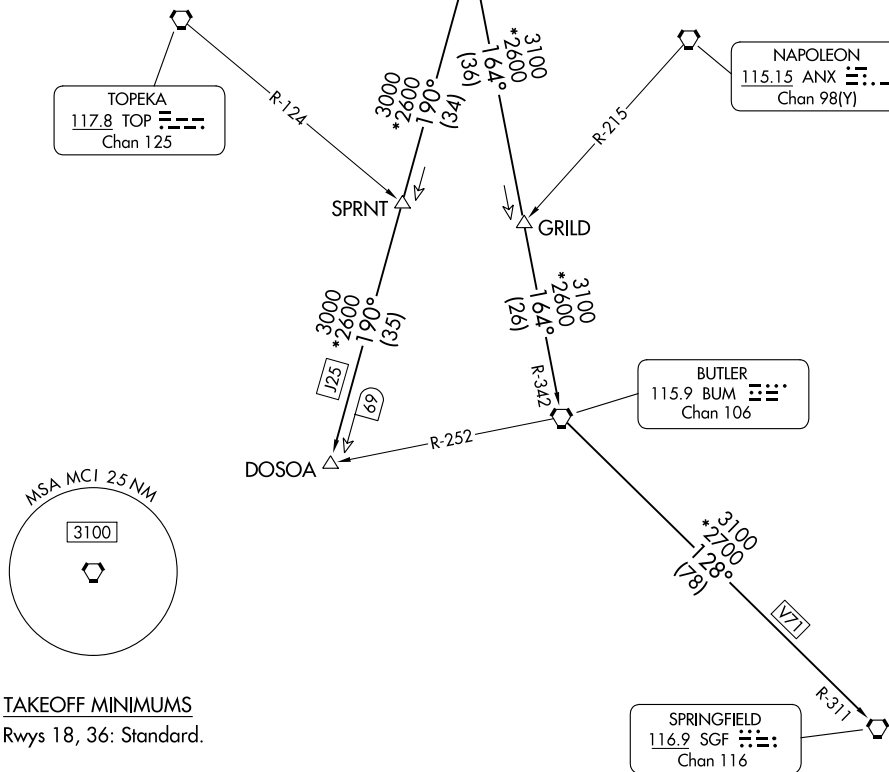 TOPEKA
117.8 TOP
Chan 125
R-124
3000
*2600
190°
(34)
3100
*2600
164°
(36)
NAPOLEON
115.15 ANX
Chan 98(Y)
R-215
SPRNT
GRILD
3000
*2600
190°
(35)
J25
69
3100
*2600
164°
(26)
R-342
BUTLER
115.9 BUM
Chan 106
R-252
DOSOA
MSA MCI 25 NM
3100
3100
*2700
128°
(78)
V71
R-311
SPRINGFIELD
116.9 SGF
Chan 116
TAKEOFF MINIMUMS
Rwys 18, 36: Standard.